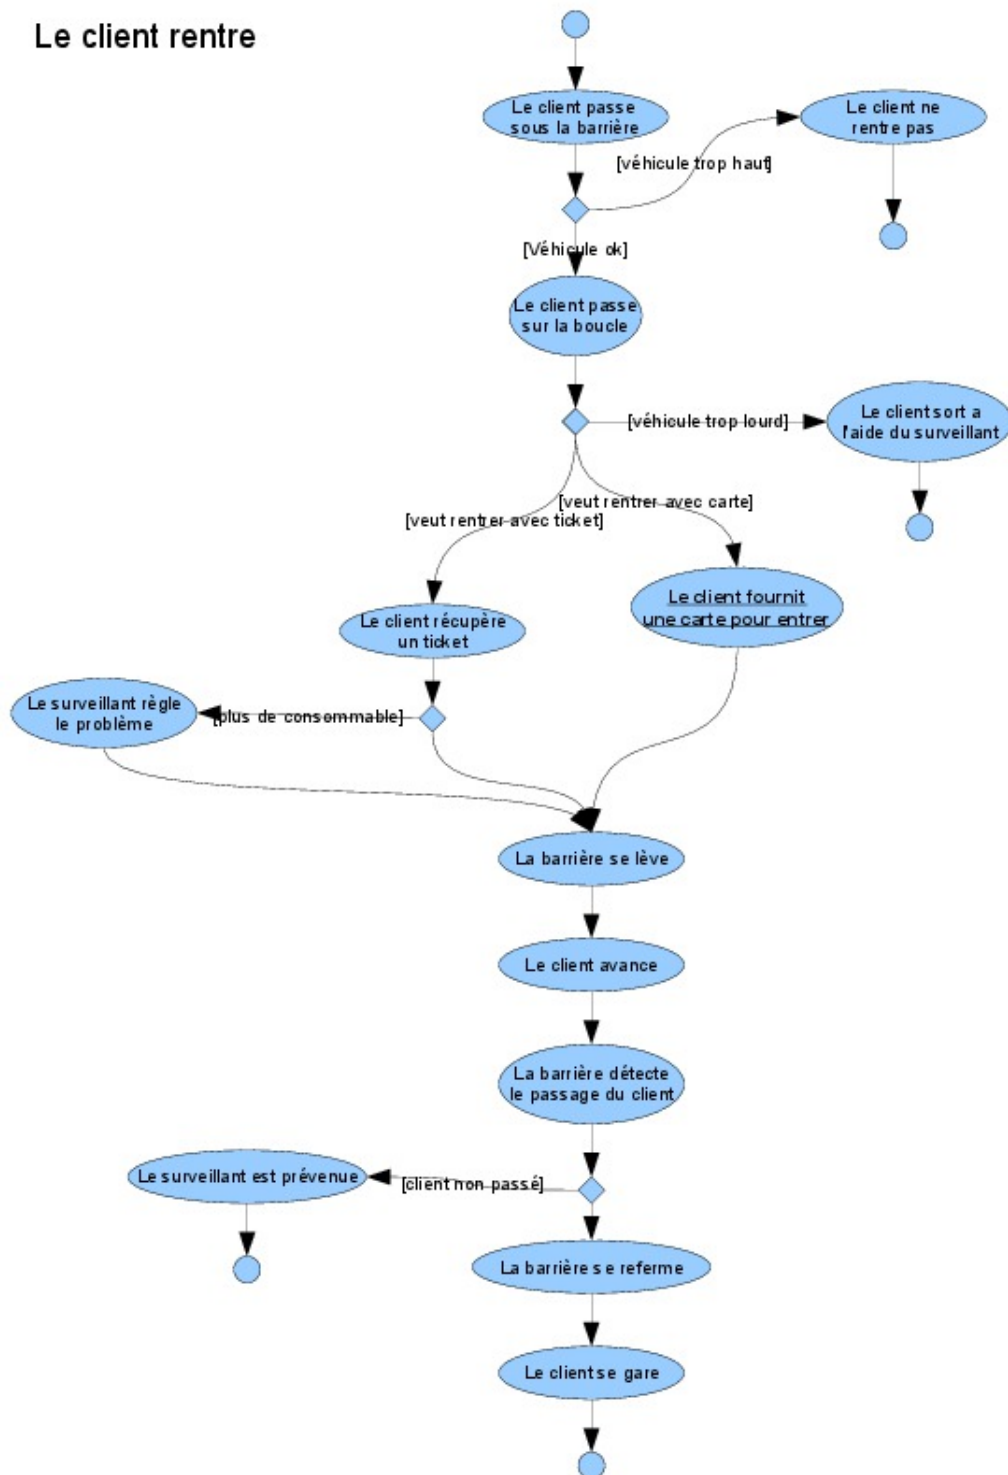 Le client rentre
Le client passe
sous la barrière
Le client ne
rentre pas
[véhicule trop haut]
[Véhicule ok]
Le client passe
sur la boucle
[véhicule trop lourd]
Le client sort a
l'aide du surveillant
[veut rentrer avec carte]
[veut rentrer avec ticket]
Le client fournit
une carte pour entrer
Le client récupère
un ticket
Le surveillant règle
le problème
[plus de consommable]
La barrière se lève
Le client avance
La barrière détecte
le passage du client
Le surveillant est prévenue
[client non passé]
La barrière se referme
Le client se gare